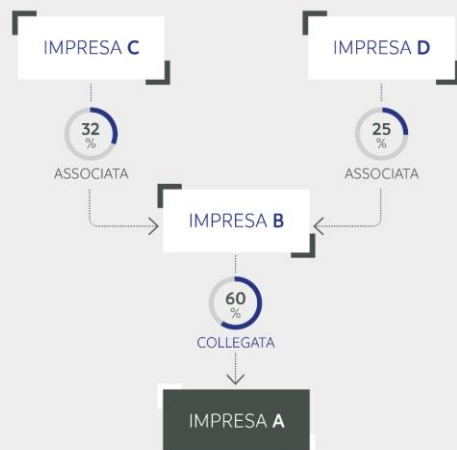 IMPRESA C
IMPRESA D
32
%
ASSOCIATA
25
%
ASSOCIATA
IMPRESA B
60
%
COLLEGATA
IMPRESA A